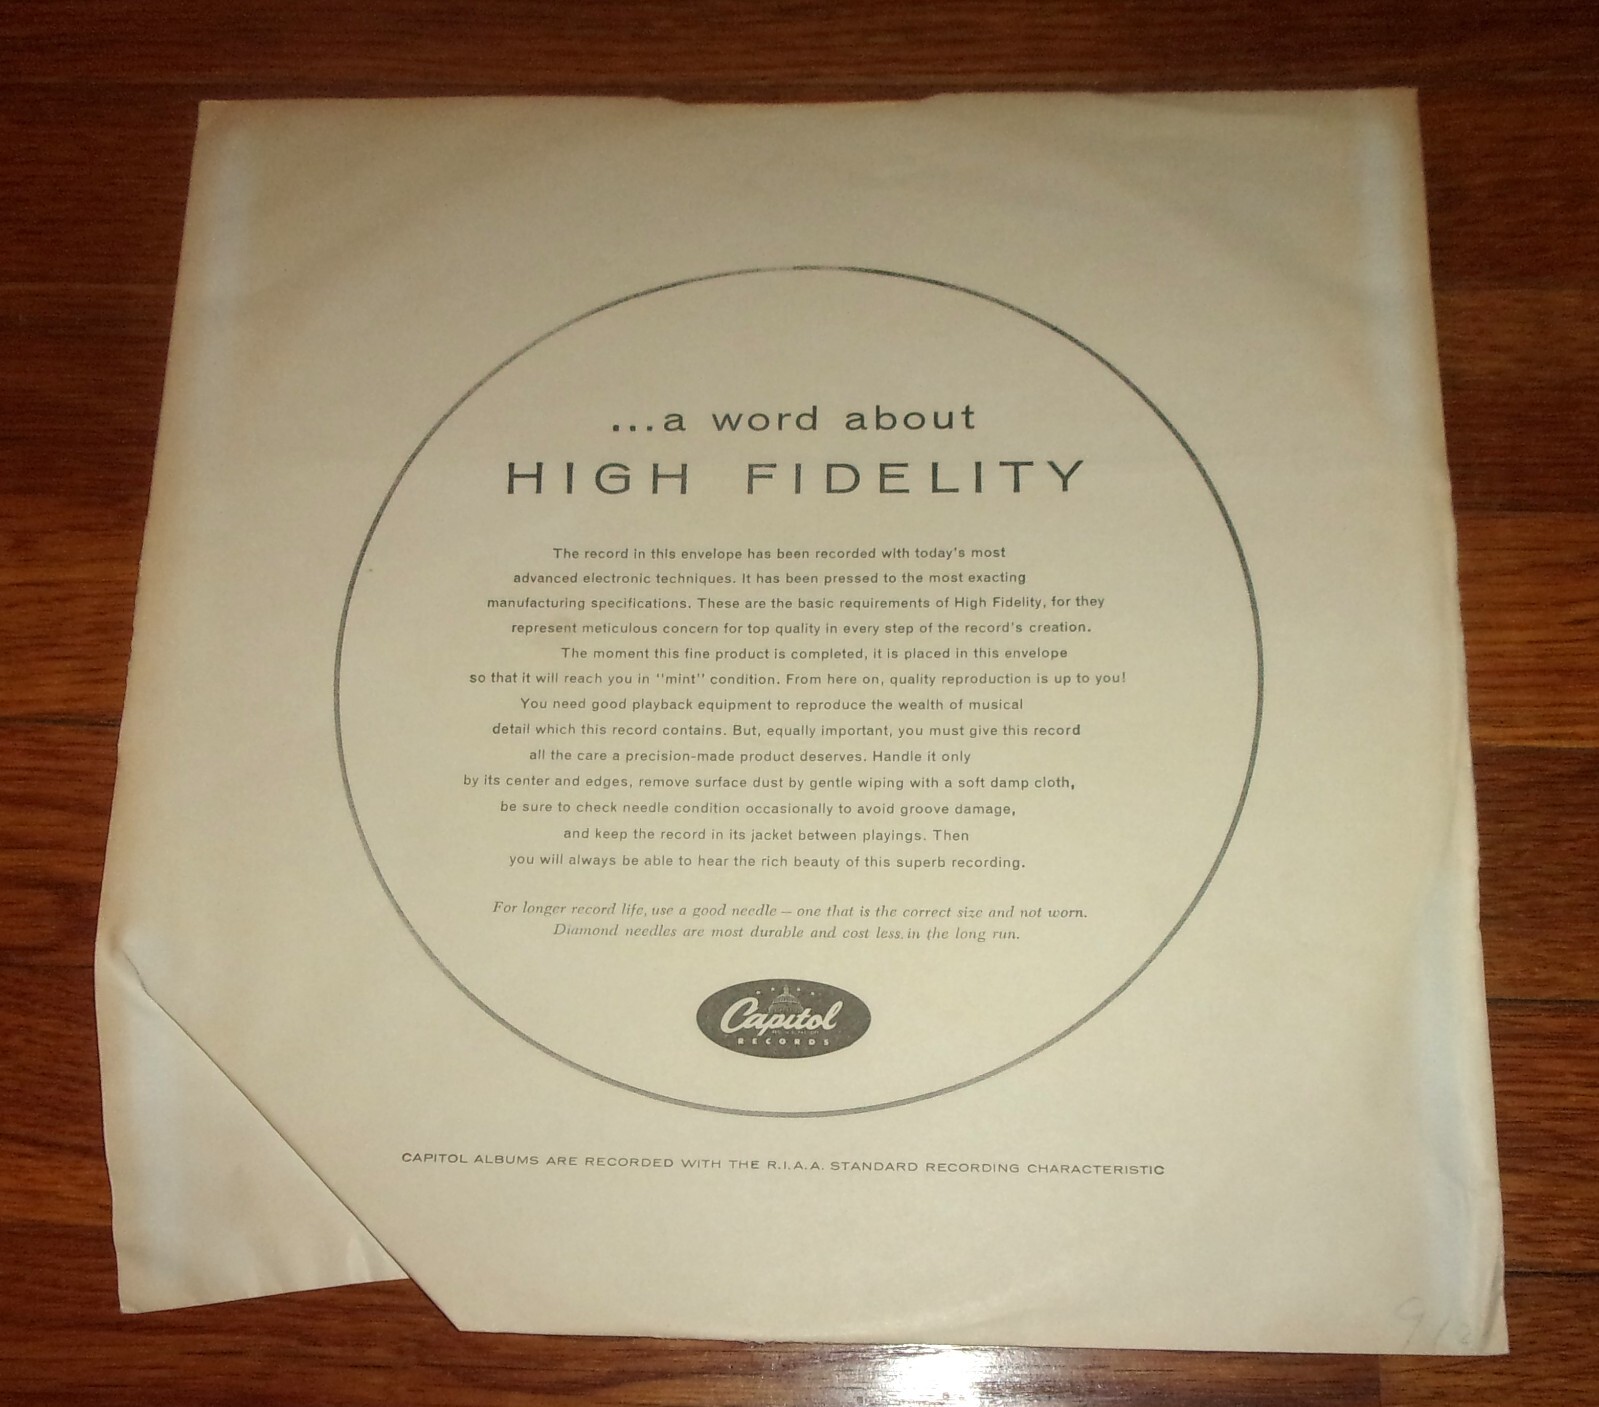 ...a word about
HIGH FIDELITY
The record in this envelope has been recorded with today's most
advanced electronic techniques. It has been pressed to the most exacting
manufacturing specifications. These are the basic requirements of High Fidelity, for they
represent meticulous concern for top quality in every step of the record's creation.
The moment this fine product is completed, it is placed in this envelope
so that it will reach you in "mint" condition. From here on, quality reproduction is up to you!
You need good playback equipment to reproduce the wealth of musical
detail which this record contains. But, equally important, you must give this record
all the care a precision-made product deserves. Handle it only
by its center and edges, remove surface dust by gentle wiping with a soft damp cloth,
be sure to check needle condition occasionally to avoid groove damage,
and keep the record in its jacket between playings. Then
you will always be able to hear the rich beauty of this superb recording.
For longer record life, use a good needle – one that is the correct size and not worn.
Diamond needles are most durable and cost less in the long run.
Capitol
RECORDS
CAPITOL ALBUMS ARE RECORDED WITH THE R.I.A.A. STANDARD RECORDING CHARACTERISTIC